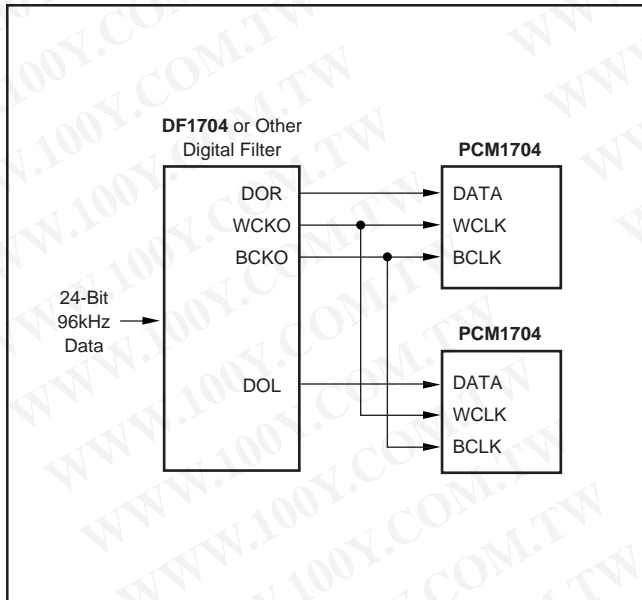 DF1704 or Other
Digital Filter
PCM1704
DOR
DATA
WCKO
WCLK
BCKO
BCLK
24-Bit
96kHz
Data
PCM1704
DOL
DATA
WCLK
BCLK
WWW.100Y.COM.TW